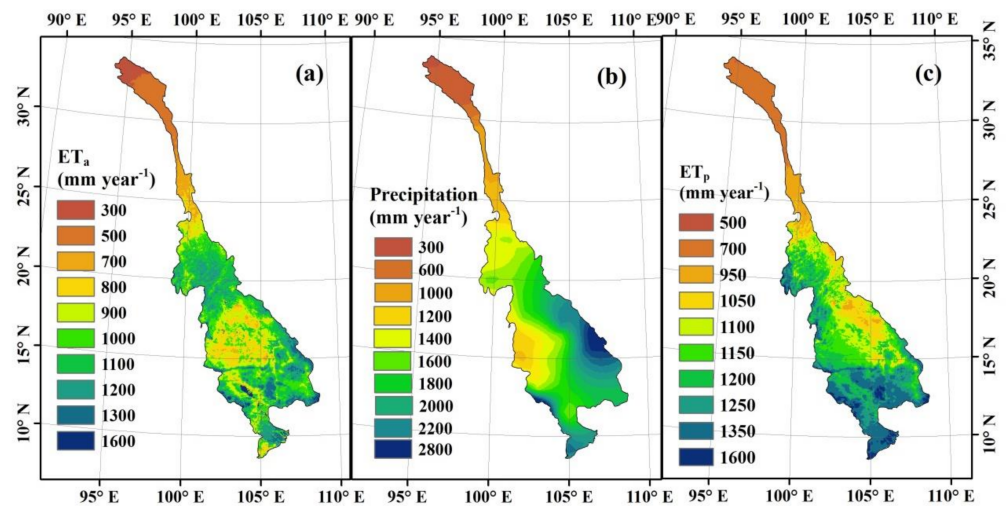 90° E 95° E 100° E 105° E 110° E 90° E 95° E 100° E 105° E 110° E 90° E 95° E 100° E 105° E 110° E
(a) (b) (c)
30° N
25° N
20° N
15° N
10° N
ETa
(mm year-1)
300
500
700
800
900
1000
1100
1200
1300
1600
Precipitation
(mm year-1)
300
600
1000
1200
1400
1600
1800
2000
2200
2800
ETp
(mm year-1)
500
700
950
1050
1100
1150
1200
1250
1350
1600
35° N
30° N
25° N
20° N
15° N
10° N
95° E 100° E 105° E 110° E 95° E 100° E 105° E 110° E 95° E 100° E 105° E 110° E